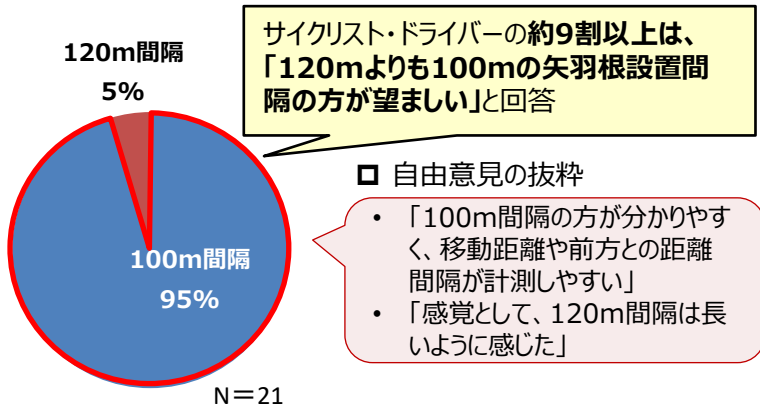 サイクリスト・ドライバーの約9割以上は、
「120mよりも100mの矢羽根設置間
隔の方が望ましい」と回答
120m間隔
5%
100m間隔
95%
N＝21
自由意見の抜粋
• 「100m間隔の方が分かりやす
く、移動距離や前方との距離
間隔が計測しやすい」
• 「感覚として、120m間隔は長
いように感じた」